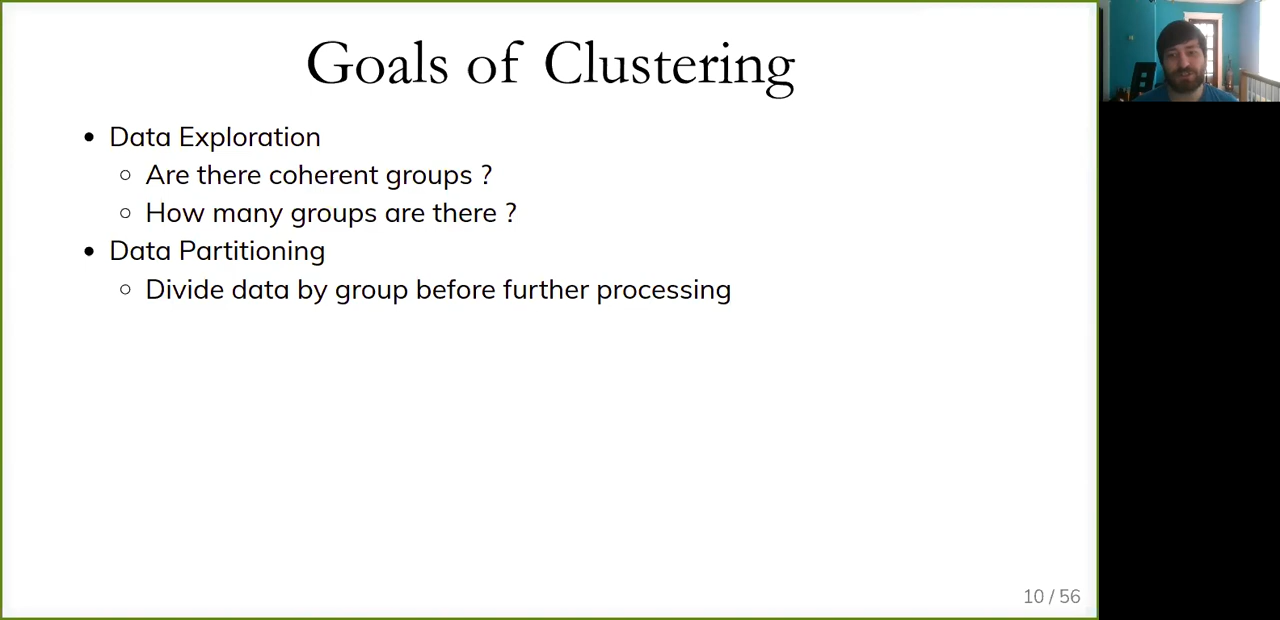 Goals of Clustering
• Data Exploration
○ Are there coherent groups ?
○ How many groups are there ?
• Data Partitioning
○ Divide data by group before further processing
10 / 56